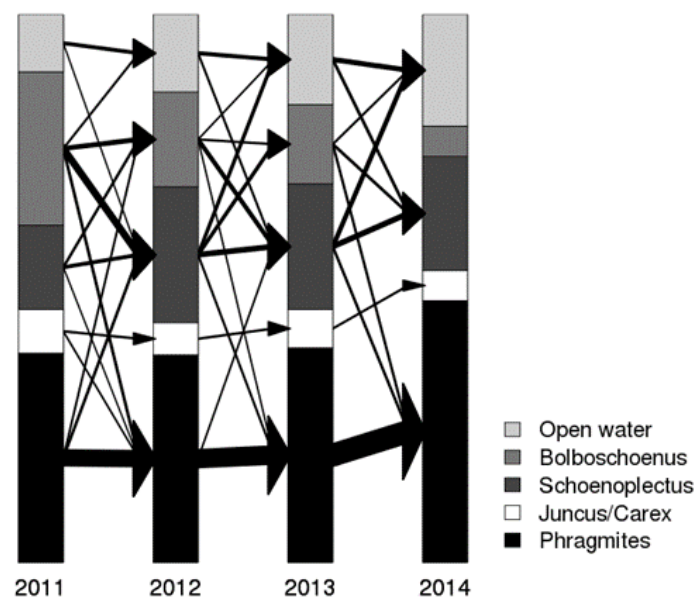 Open water
Bolboschoenus
Schoenoplectus
Juncus/Carex
Phragmites
2011 2012 2013 2014